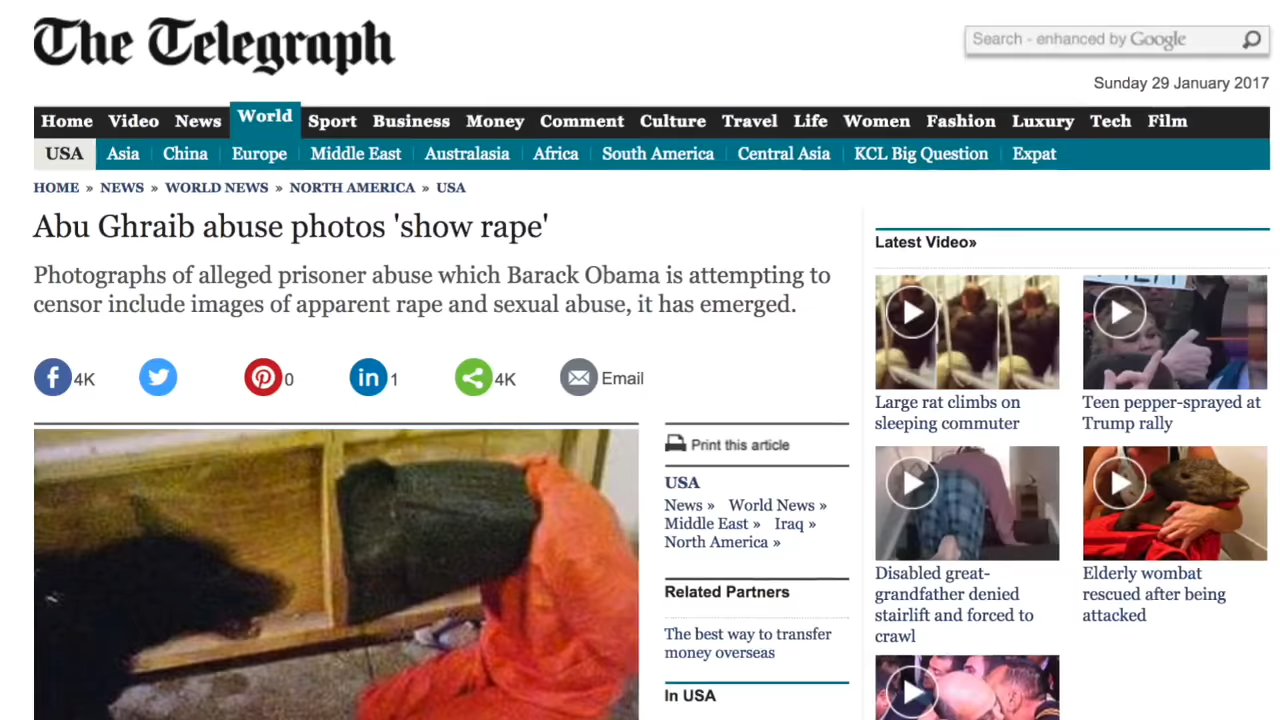 The Telegraph
Search - enhanced by Google
Sunday 29 January 2017
Home Video News World Sport Business Money Comment Culture Travel Life Women Fashion Luxury Tech Film
USA Asia China Europe Middle East Australasia Africa South America Central Asia KCL Big Question Expat
HOME » NEWS » WORLD NEWS » NORTH AMERICA » USA
Abu Ghraib abuse photos 'show rape'
Photographs of alleged prisoner abuse which Barack Obama is attempting to
censor include images of apparent rape and sexual abuse, it has emerged.
f 4K 0 in 1 4K Email
Print this article
USA
News » World News »
Middle East » Iraq »
North America »
Related Partners
The best way to transfer
money overseas
In USA
Latest Video»
Large rat climbs on
sleeping commuter
Teen pepper-sprayed at
Trump rally
Disabled great-
grandfather denied
stairlift and forced to
crawl
Elderly wombat
rescued after being
attacked